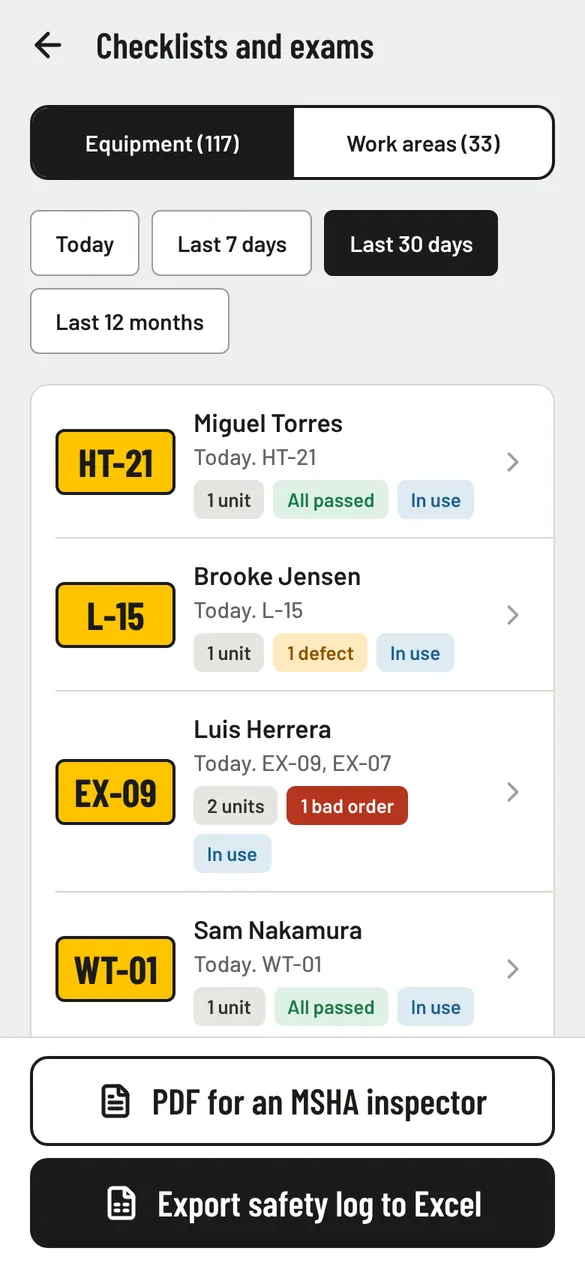 Checklists and exams
Equipment (117)
Work areas (33)
Today
Last 7 days
Last 30 days
Last 12 months
HT-21
Miguel Torres
Today. HT-21
1 unit
All passed
In use
L-15
Brooke Jensen
Today. L-15
1 unit
1 defect
In use
EX-09
Luis Herrera
Today. EX-09, EX-07
2 units
1 bad order
In use
WT-01
Sam Nakamura
Today. WT-01
1 unit
All passed
In use
PDF for an MSHA inspector
Export safety log to Excel